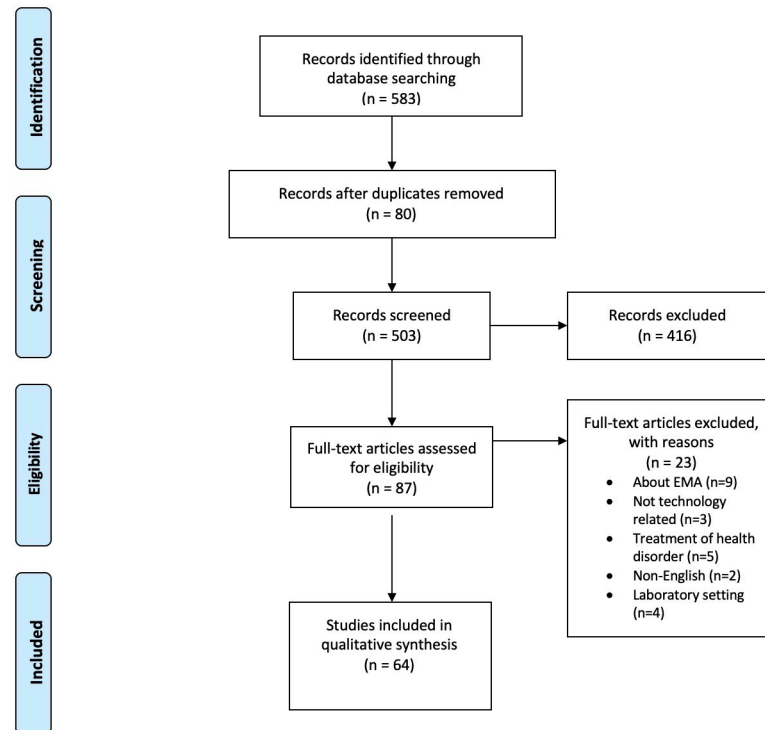 Identification
Records identified through
database searching
(n = 583)
Records after duplicates removed
(n = 80)
Screening
Records screened
(n = 503)
Records excluded
(n = 416)
Eligibility
Full-text articles assessed
for eligibility
(n = 87)
Full-text articles excluded,
with reasons
(n = 23)
• About EMA (n=9)
• Not technology
related (n=3)
• Treatment of health
disorder (n=5)
• Non-English (n=2)
• Laboratory setting
(n=4)
Included
Studies included in
qualitative synthesis
(n = 64)